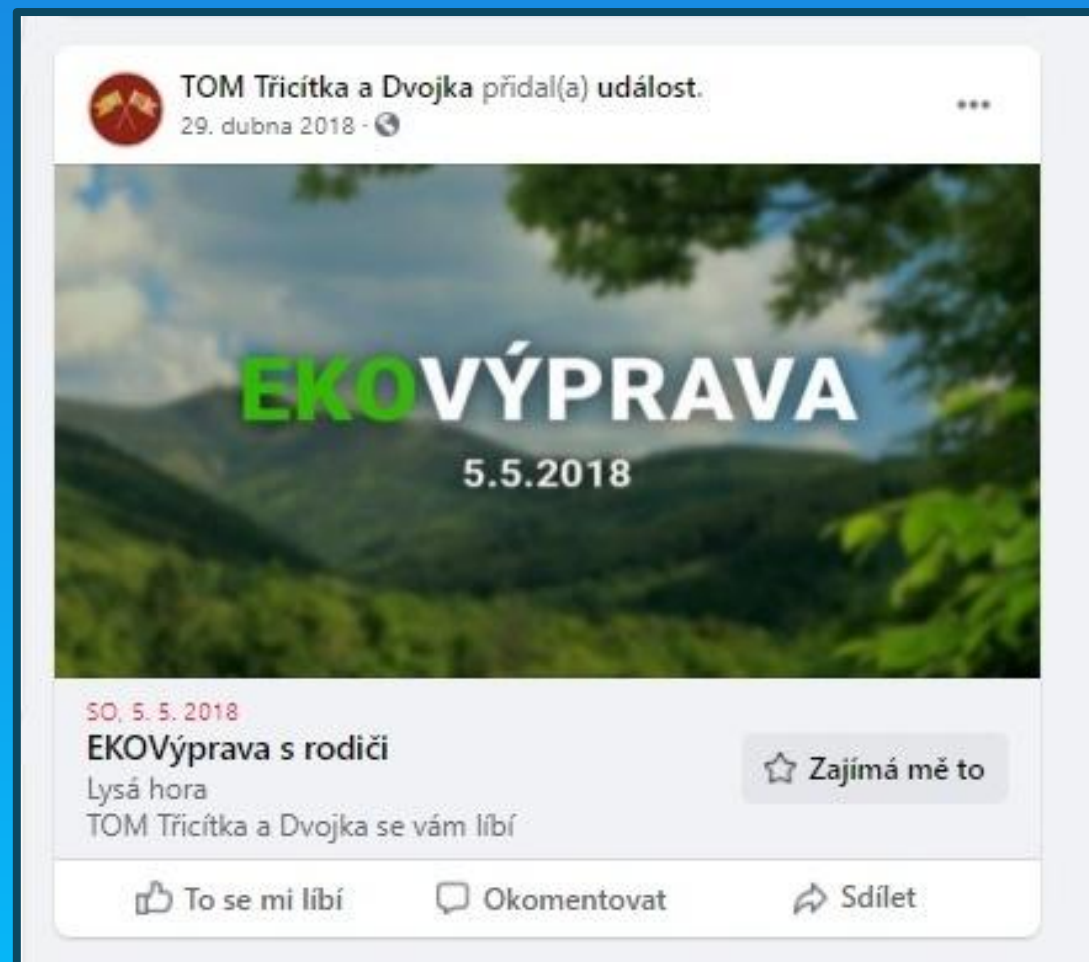 TOM Třicítka a Dvojka přidal(a) událost.
29. dubna 2018 ·
EKOVÝPRAVA
5.5.2018
SO, 5. 5. 2018
EKOVýprava s rodiči
Lysá hora
TOM Třicítka a Dvojka se vám líbí
Zajímá mě to
To se mi líbí
Okomentovat
Sdílet